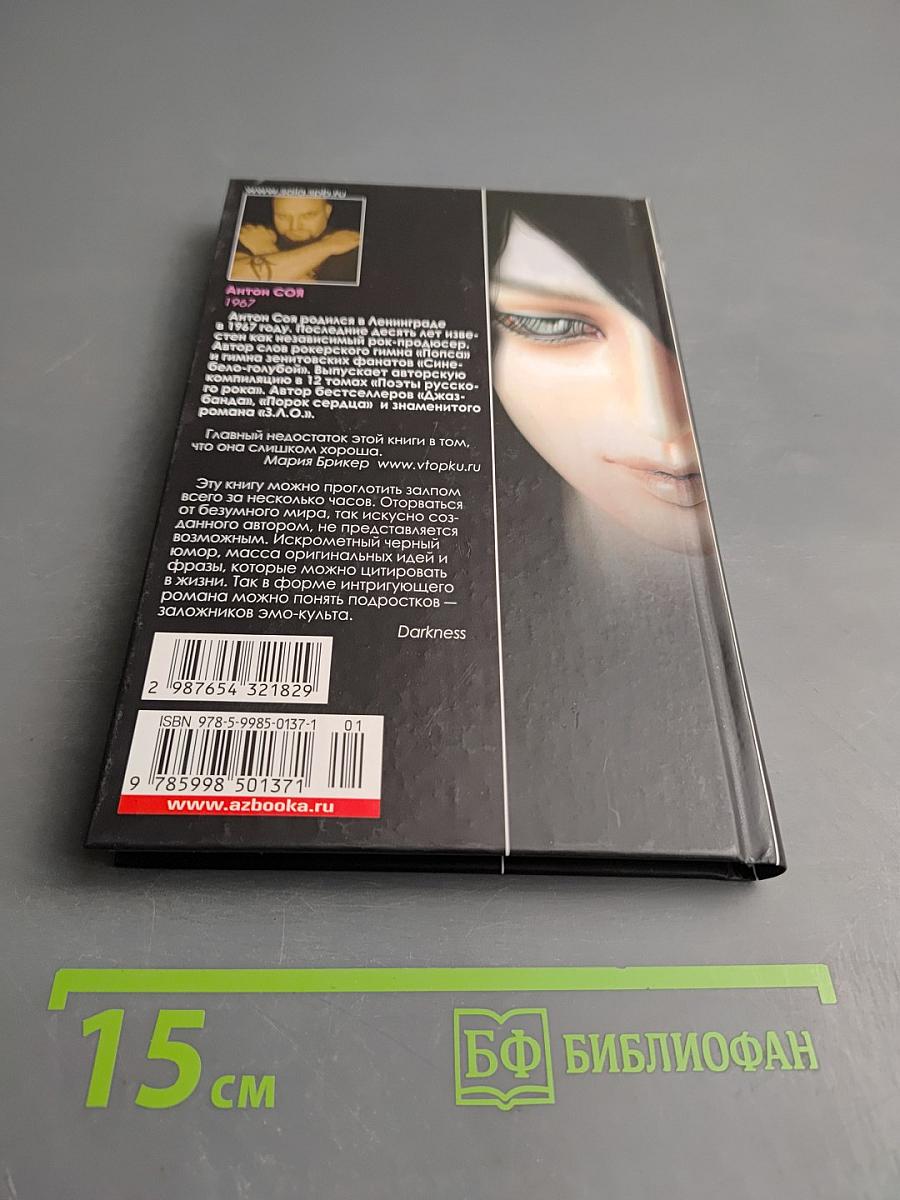 Антон СОЯ
1967
Антон Соя родился в Ленинграде
в 1967 году. Последние десять лет изве-
стен как независимый рок-продюсер.
Автор слов рокерского гимна «Попса»
и гимна зенитовских фанатов «Сине-
бело-голубой». Выпускает авторскую
компиляцию в 12 томах «Поэты русско-
го рока». Автор бестселлеров «Джаз-
банда», «Порок сердца» и знаменитого
романа «З.Л.О.».
Главный недостаток этой книги в том,
что она слишком хороша.
Мария Брикер www.vtopku.ru
Эту книгу можно проглотить залпом
всего за несколько часов. Оторваться
от безумного мира, так искусно соз-
данного автором, не представляется
возможным. Искрометный черный
юмор, масса оригинальных идей и
фразы, которые можно цитировать
в жизни. Так в форме интригующего
романа можно понять подростков —
заложников эмо-культа.
Darkness
2 987654 321829
ISBN 978-5-9985-0137-1 01
9 785998 501371
www.azbooka.ru
15 см
БФ БИБЛИОФАН